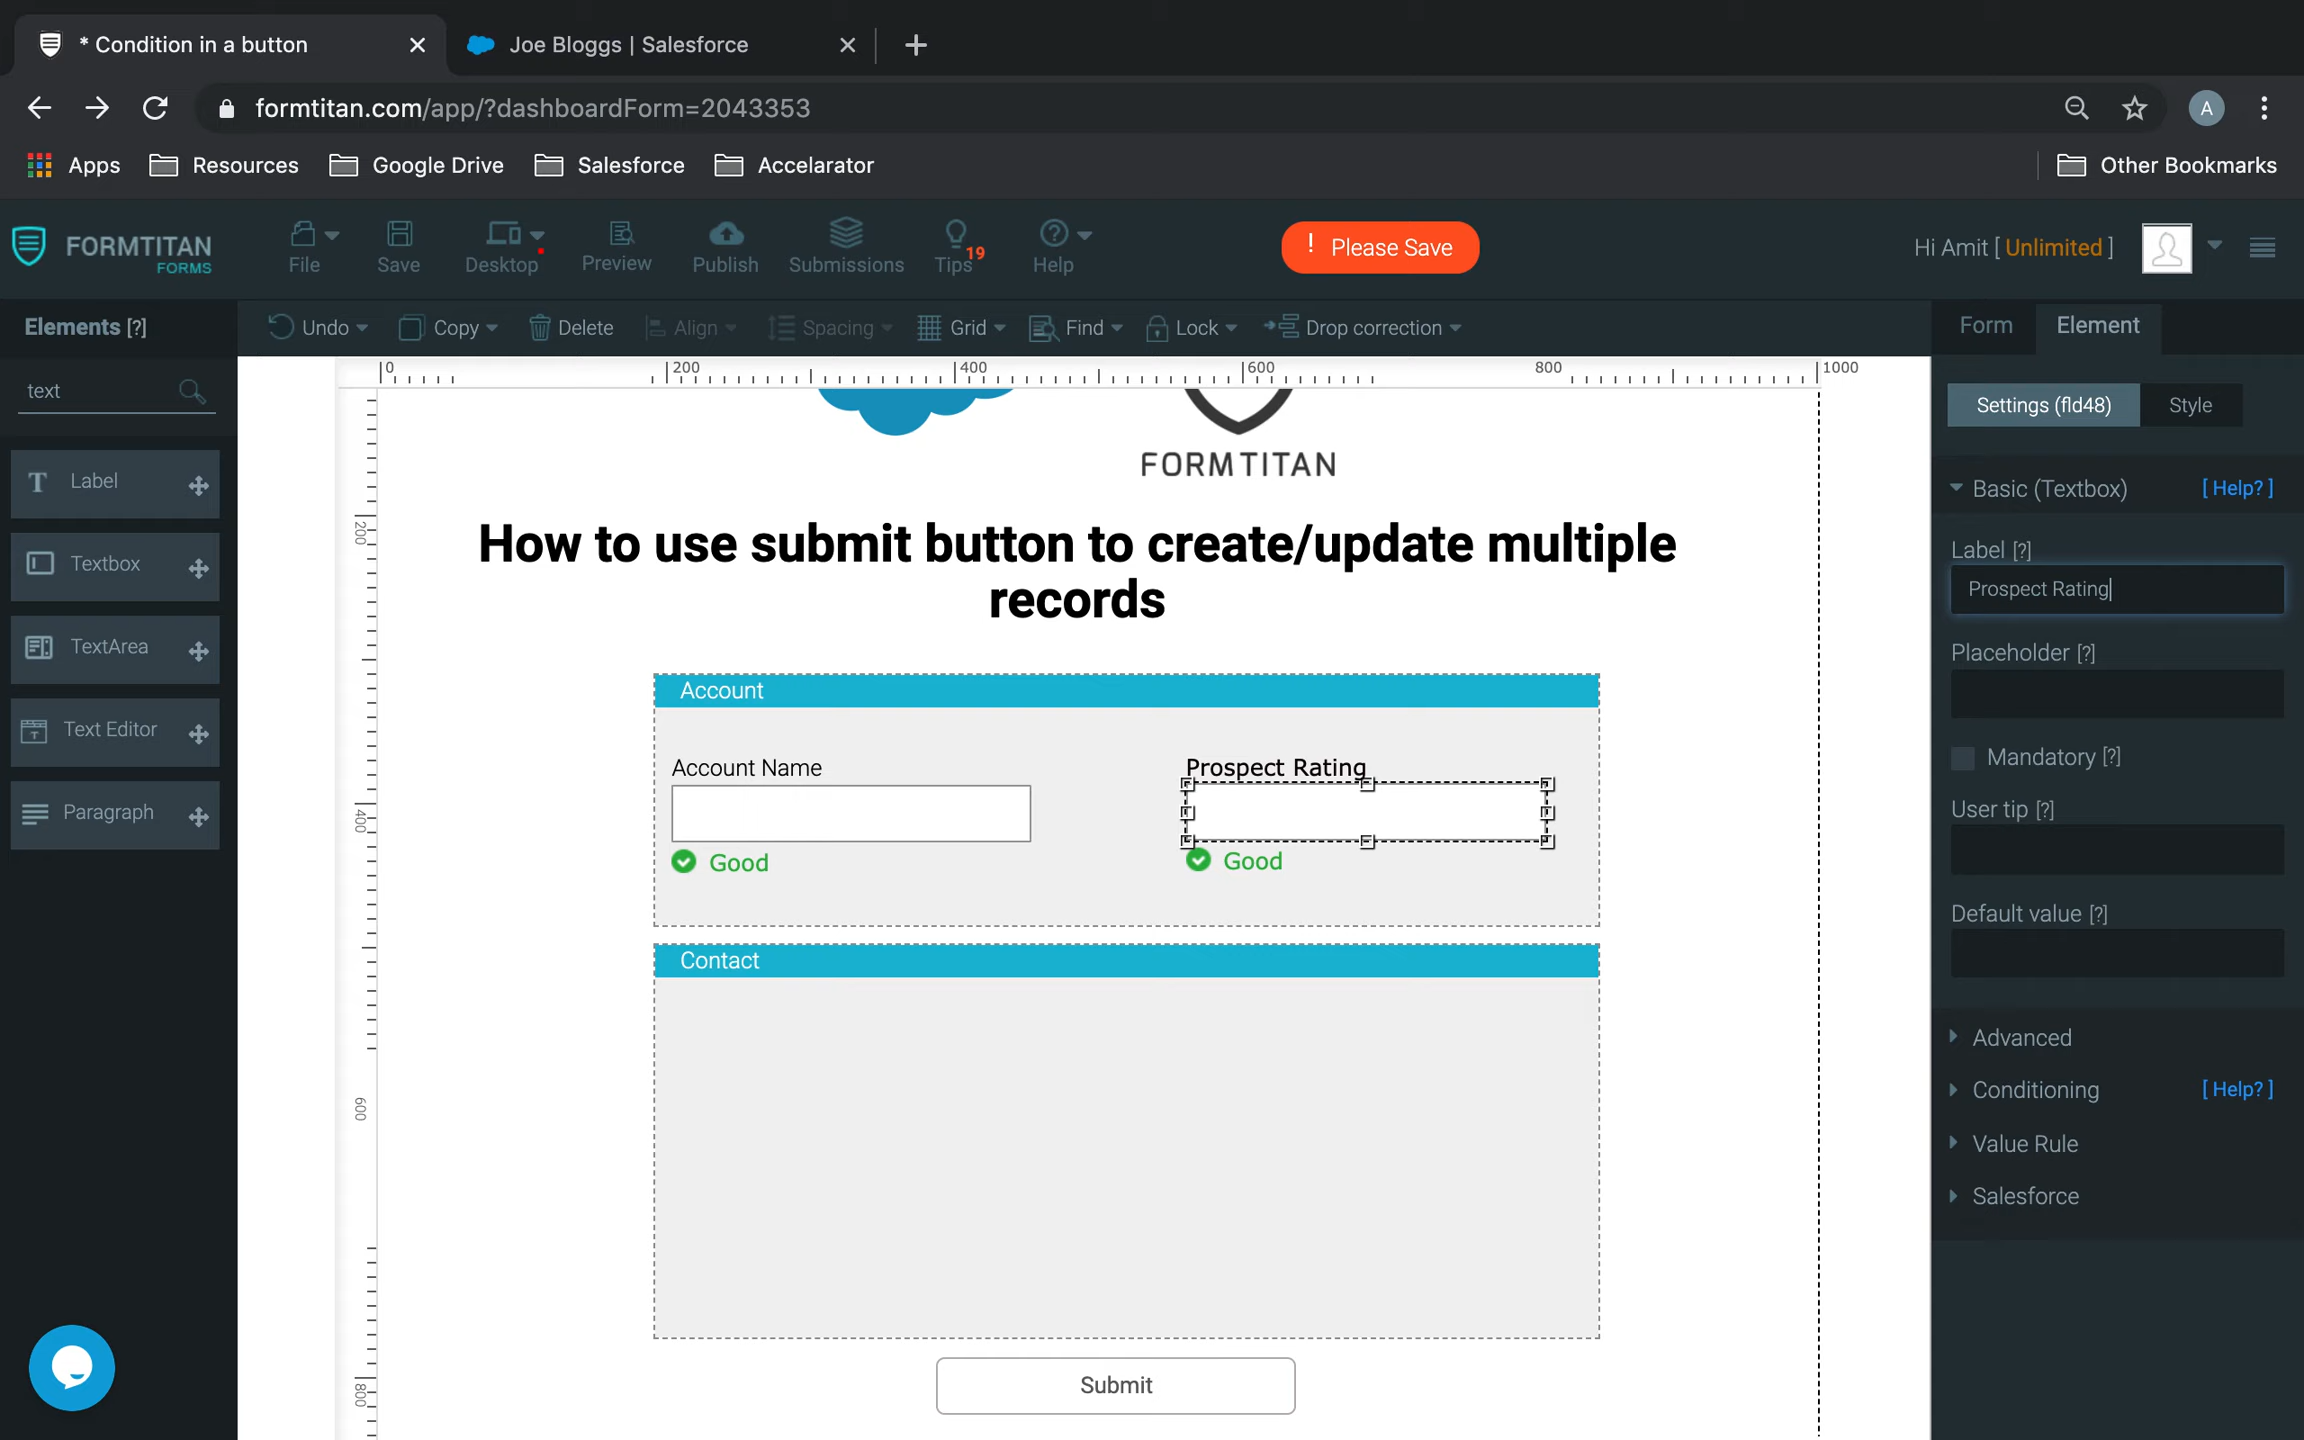 * Condition in a button
Joe Bloggs | Salesforce
formtitan.com/app/?dashboardForm=2043353
A
Apps
Resources
Google Drive
Salesforce
Accelarator
Other Bookmarks
FORMTITAN
FORMS
File
Save
Desktop
Preview
Publish
Submissions
Tips
19
Help
! Please Save
Hi Amit [ Unlimited ]
Elements [?]
Undo
Copy
Delete
Align
Spacing
Grid
Find
Lock
Drop correction
Form
Element
text
0
200
400
600
800
1000
Settings (fld48)
Style
T Label
Textbox
TextArea
Text Editor
Paragraph
200
400
600
800
FORMTITAN
How to use submit button to create/update multiple
records
Account
Account Name
Good
Prospect Rating
Good
Contact
Submit
Basic (Textbox)
[ Help? ]
Label [?]
Prospect Rating
Placeholder [?]
Mandatory [?]
User tip [?]
Default value [?]
Advanced
Conditioning
[ Help? ]
Value Rule
Salesforce